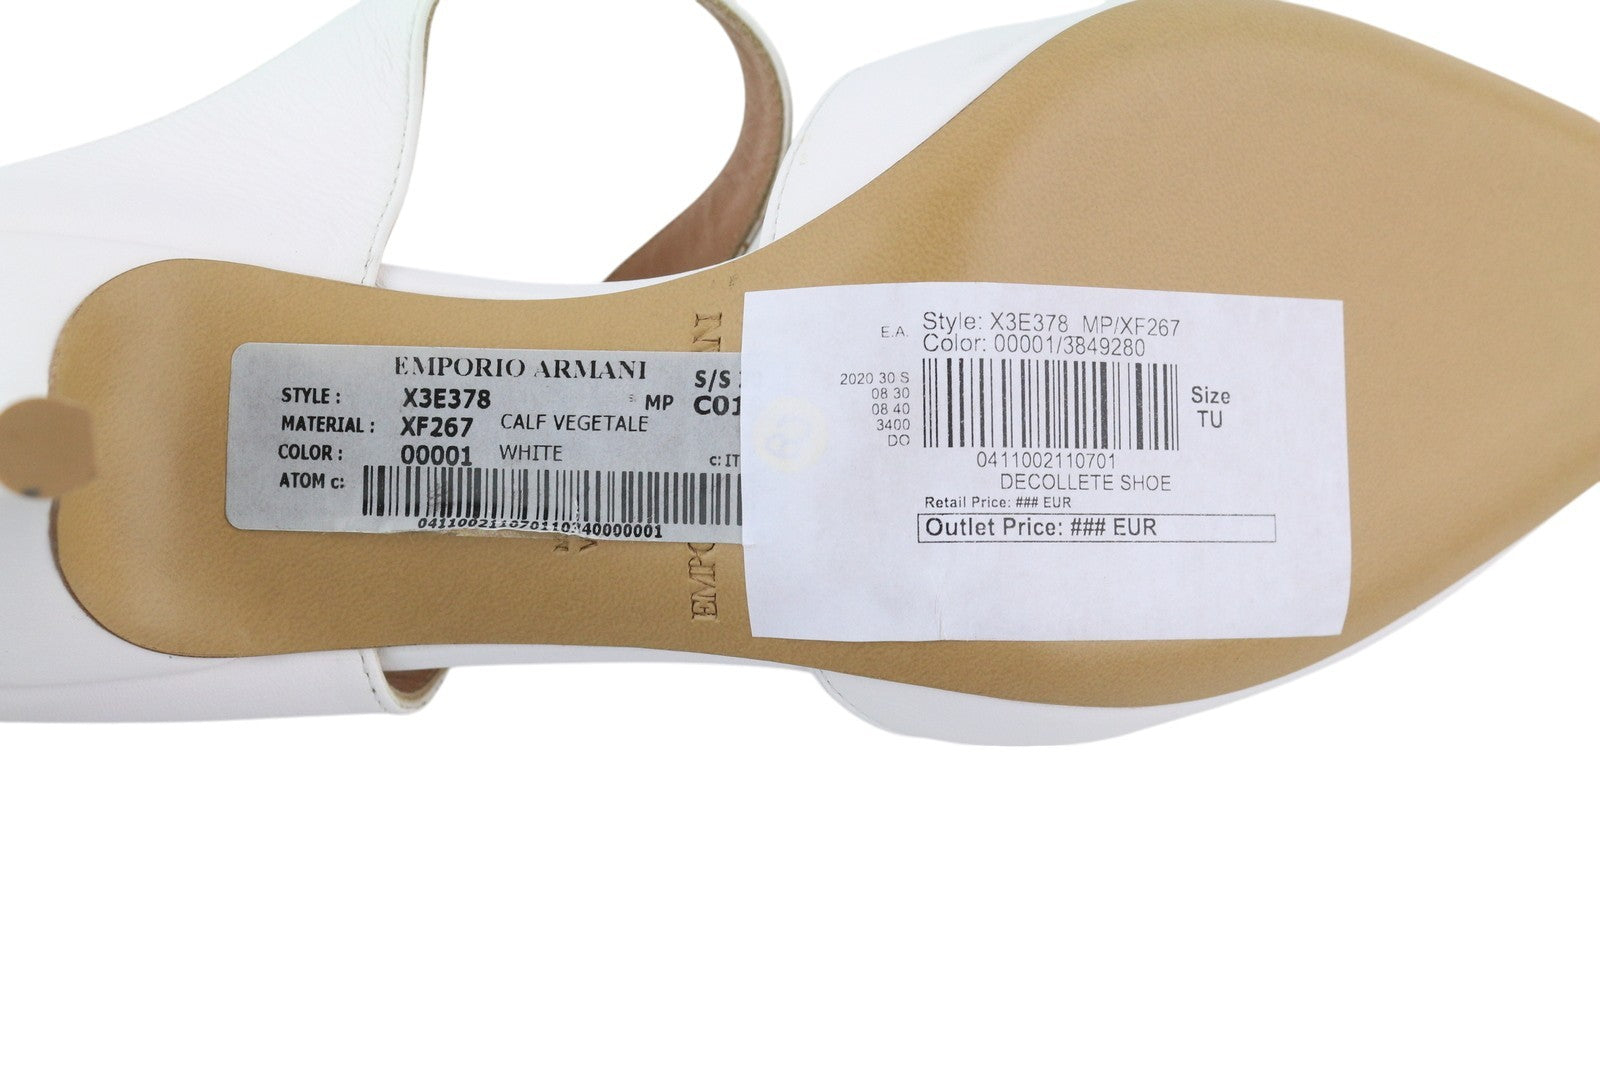 EMPORIO ARMANI
STYLE : X3E378 MP
S/S
C01
MATERIAL : XF267 CALF VEGETALE
COLOR : 00001 WHITE
c: IT
ATOM c:
E.A.
Style: X3E378 MP/XF267
Color: 00001/3849280
2020 30 S
08 30
08 40
3400
DO
Size
TU
0411002110701
DECOLLETE SHOE
Retail Price: ### EUR
Outlet Price: ### EUR